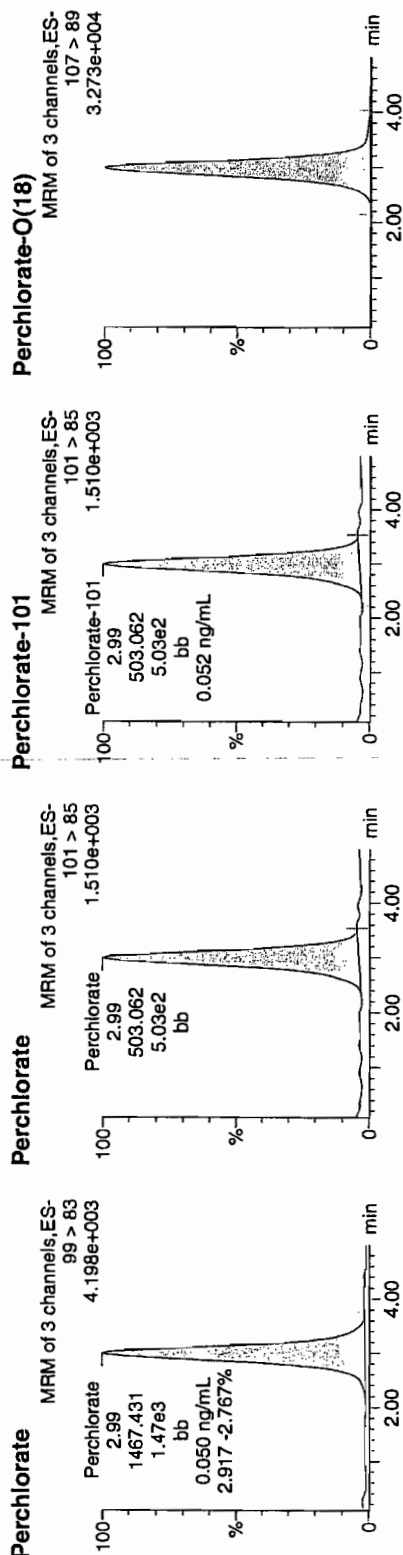 Perchlorate
MRM of 3 channels,ES-
99 > 83
4.198e+003
100
Perchlorate
2.99
1467.431
1.47e3
bb
0.050 ng/mL
2.917 -2.767%
%
0
2.00
4.00
min
Perchlorate
MRM of 3 channels,ES-
101 > 85
1.510e+003
100
Perchlorate
2.99
503.062
5.03e2
bb
%
0
2.00
4.00
min
Perchlorate-101
MRM of 3 channels,ES-
101 > 85
1.510e+003
100
Perchlorate-101
2.99
503.062
5.03e2
bb
0.052 ng/mL
%
0
2.00
4.00
min
Perchlorate-O(18)
MRM of 3 channels,ES-
107 > 89
3.273e+004
100
%
0
2.00
4.00
min